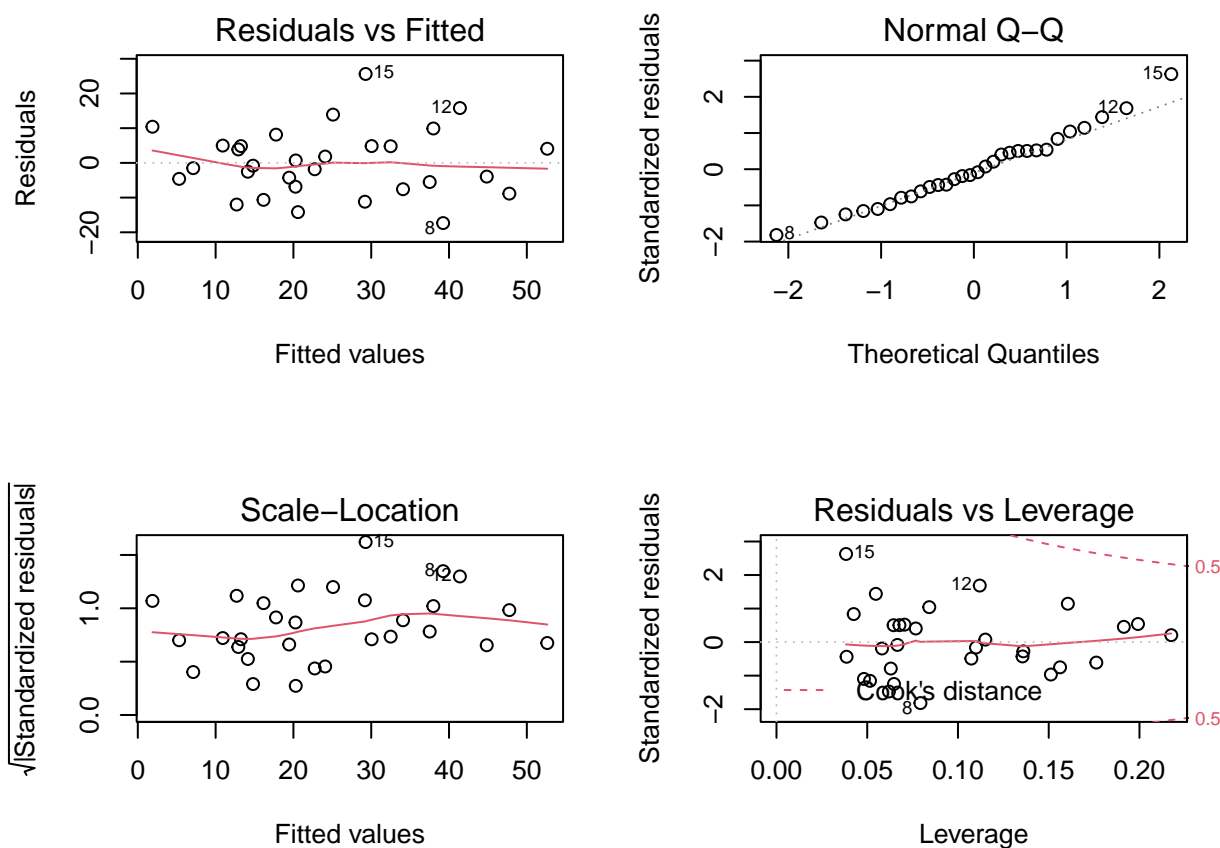 Residuals vs Fitted
Residuals
−20 0 20
15
12
8
0 10 20 30 40 50
Fitted values
Normal Q−Q
Standardized residuals
−2 0 2
15
12
8
−2 −1 0 1 2
Theoretical Quantiles
Scale−Location
√|Standardized residuals|
0.0 1.0
15
8
12
0 10 20 30 40 50
Fitted values
Residuals vs Leverage
Standardized residuals
−2 0 2
15
12
8
Cook's distance
0.5
0.5
0.00 0.05 0.10 0.15 0.20
Leverage